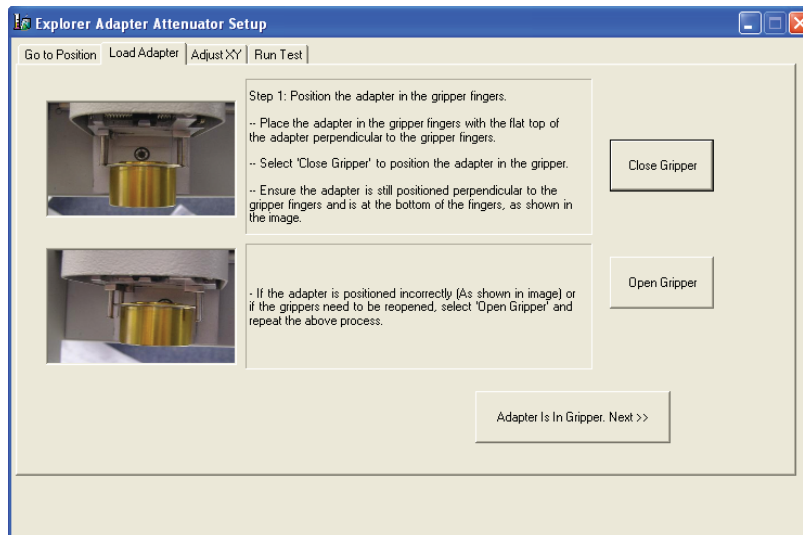 Explorer Adapter Attenuator Setup
Go to Position
Load Adapter
Adjust XY
Run Test
Step 1: Position the adapter in the gripper fingers.
-- Place the adapter in the gripper fingers with the flat top of
the adapter perpendicular to the gripper fingers.
-- Select 'Close Gripper' to position the adapter in the gripper.
-- Ensure the adapter is still positioned perpendicular to the
gripper fingers and is at the bottom of the fingers, as shown in
the image.
Close Gripper
- If the adapter is positioned incorrectly (As shown in image) or
if the grippers need to be reopened, select 'Open Gripper' and
repeat the above process.
Open Gripper
Adapter Is In Gripper. Next >>